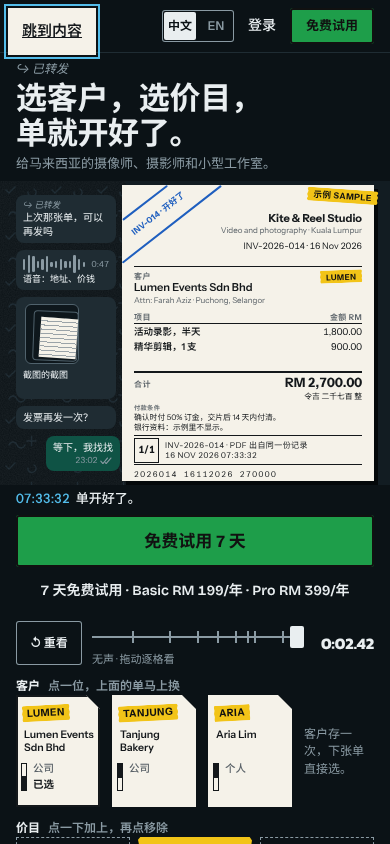 跳到内容
中文
EN
登录
免费试用
↪ 已转发
选客户，选价目，
单就开好了。
给马来西亚的摄像师、摄影师和小型工作室。
↪ 已转发
上次那张单，可以
再发吗
0:47
语音：地址、价钱
截图的截图
发票再发一次？
等下，我找找
23:02
INV-014 · 开好了
示例 SAMPLE
Kite & Reel Studio
Video and photography · Kuala Lumpur
INV-2026-014 · 16 Nov 2026
客户
LUMEN
Lumen Events Sdn Bhd
Attn: Farah Aziz · Puchong, Selangor
项目 金额 RM
活动录影，半天 1,800.00
精华剪辑，1支 900.00
合计 RM 2,700.00
令吉 二千七百 整
付款条件
确认时付 50% 订金，交片后 14 天内付清。
银行资料：示例里不显示。
1/1
INV-2026-014 · PDF 出自同一份记录
16 NOV 2026 07:33:32
2026014 16112026 270000
07:33:32 单开好了。
免费试用 7 天
7 天免费试用 · Basic RM 199/年 · Pro RM 399/年
重看
无声 · 拖动逐格看
0:02.42
客户 点一位，上面的单马上换
LUMEN
Lumen Events
Sdn Bhd
公司
已选
TANJUNG
Tanjung
Bakery
公司
ARIA
Aria Lim
个人
客户存一
次，下张单
直接选。
价目 点一下加上，再点移除